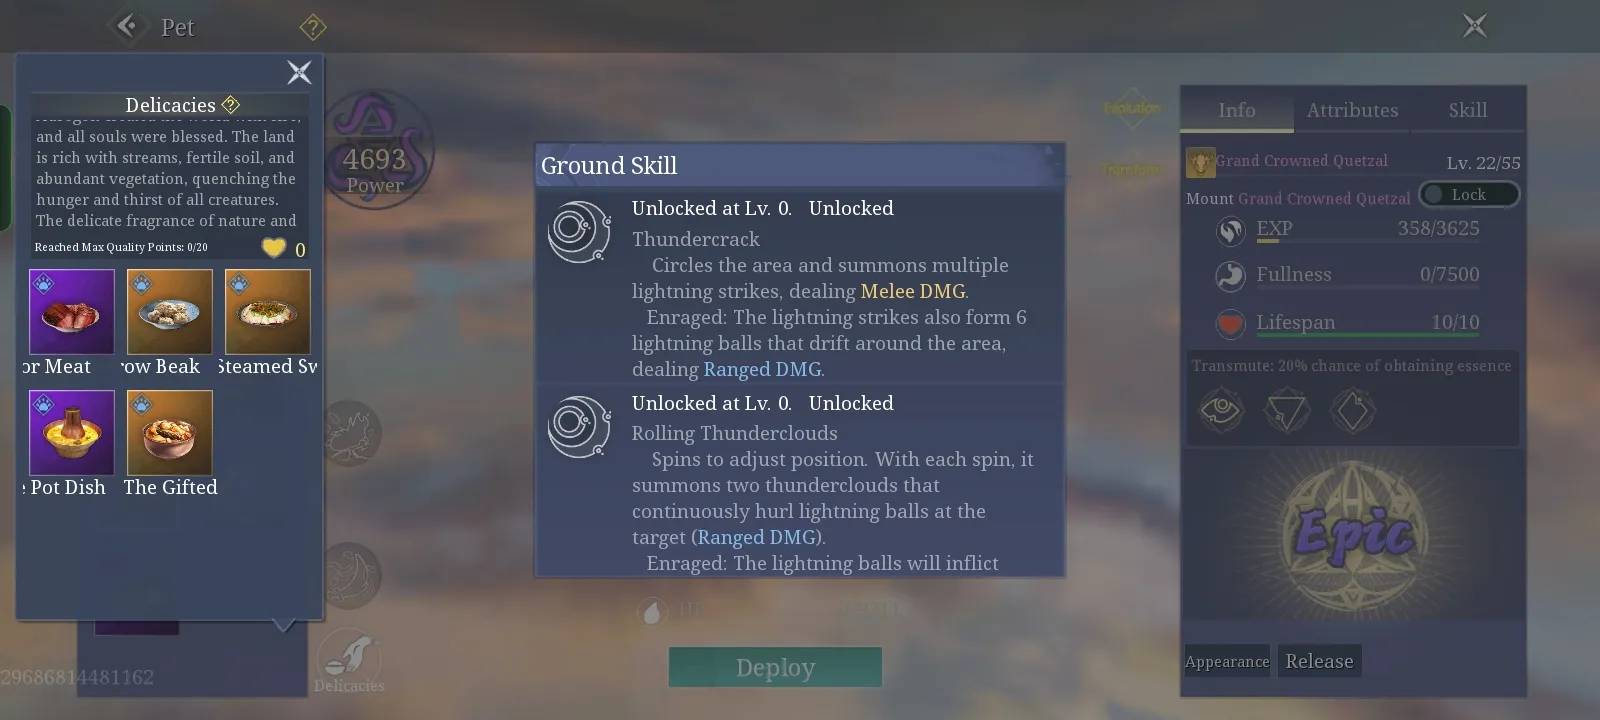 Pet
Delicacies
and all souls were blessed. The land
is rich with streams, fertile soil, and
abundant vegetation, quenching the
hunger and thirst of all creatures.
The delicate fragrance of nature and
Reached Max Quality Points: 0/20
0
or Meat
row Beak
Steamed Sw
Pot Dish
The Gifted
4693
Power
29686814481162
Delicacies
Ground Skill
Unlocked at Lv. 0. Unlocked
Thundercrack
Circles the area and summons multiple
lightning strikes, dealing Melee DMG.
Enraged: The lightning strikes also form 6
lightning balls that drift around the area,
dealing Ranged DMG.
Unlocked at Lv. 0. Unlocked
Rolling Thunderclouds
Spins to adjust position. With each spin, it
summons two thunderclouds that
continuously hurl lightning balls at the
target (Ranged DMG).
Enraged: The lightning balls will inflict
HP
Deploy
Evolution
Transform
Info Attributes Skill
Grand Crowned Quetzal Lv. 22/55
Mount Grand Crowned Quetzal Lock
EXP 358/3625
Fullness 0/7500
Lifespan 10/10
Transmute: 20% chance of obtaining essence
Epic
Appearance Release